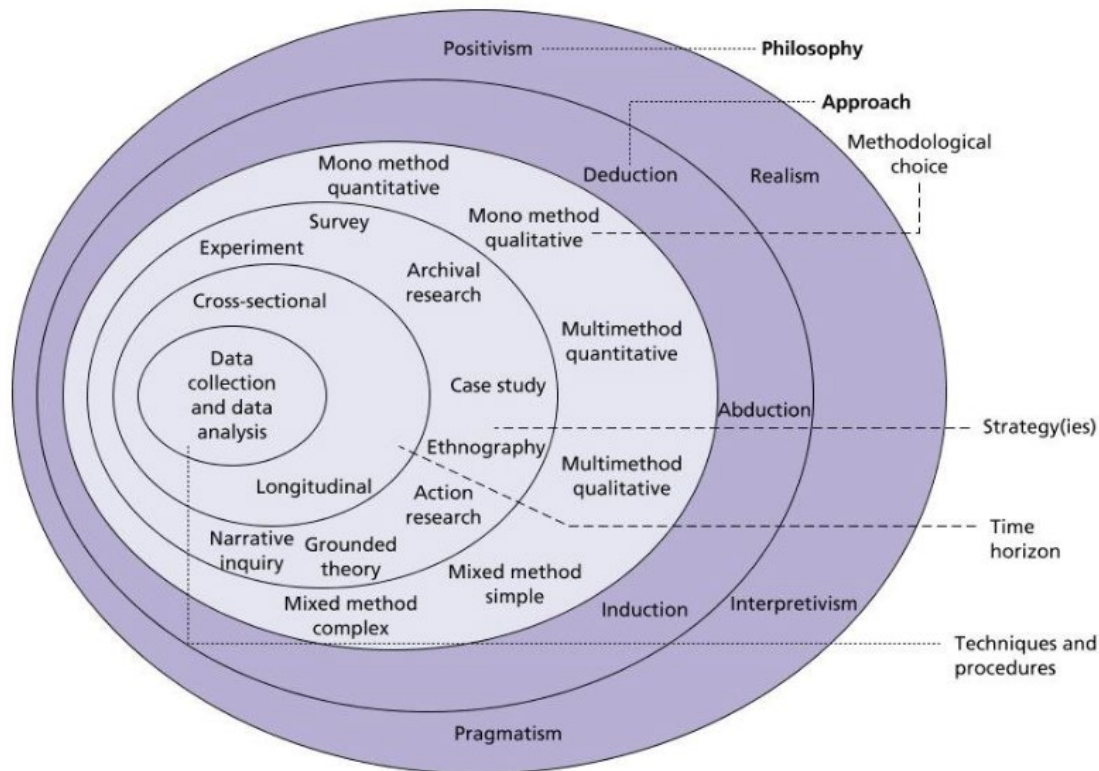 Positivism
Philosophy
Approach
Methodological
choice
Mono method
quantitative
Deduction
Realism
Survey
Mono method
qualitative
Experiment
Archival
research
Cross-sectional
Multimethod
quantitative
Data
collection
and data
analysis
Case study
Abduction
Strategy(ies)
Ethnography
Multimethod
qualitative
Longitudinal
Action
research
Time
horizon
Narrative
inquiry
Grounded
theory
Mixed method
simple
Mixed method
complex
Induction
Interpretivism
Techniques and
procedures
Pragmatism